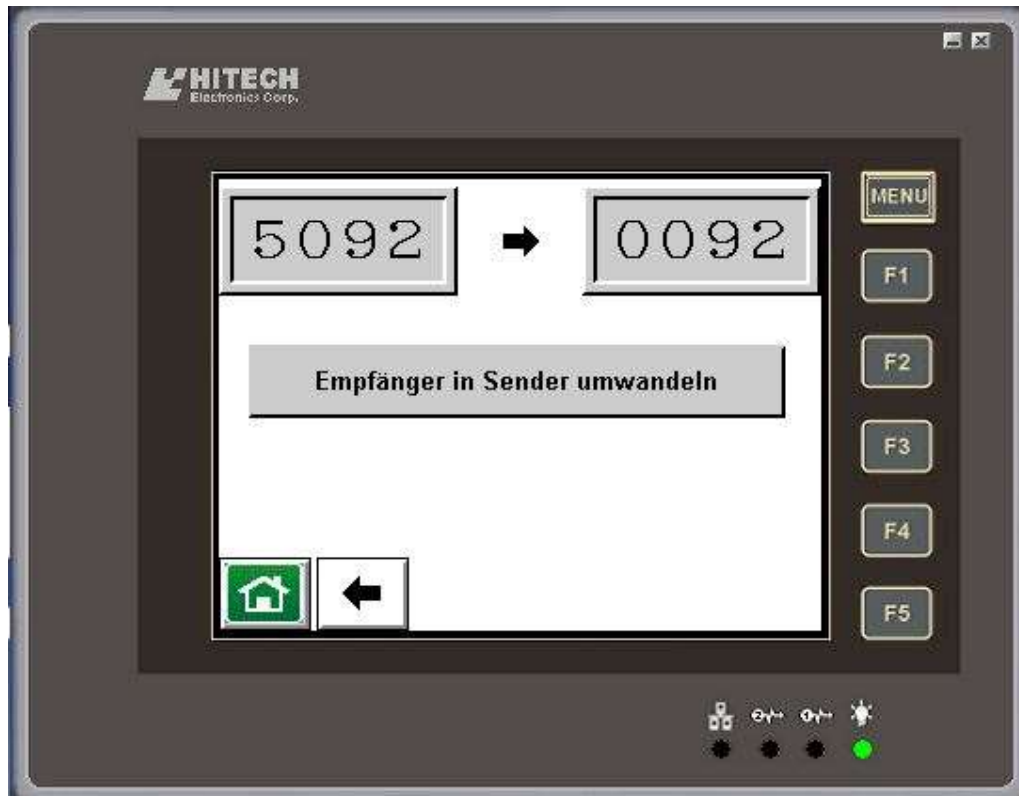 HITECH
Electronics Corp.
MENU
5092
0092
F1
F2
Empfänger in Sender umwandeln
F3
F4
F5